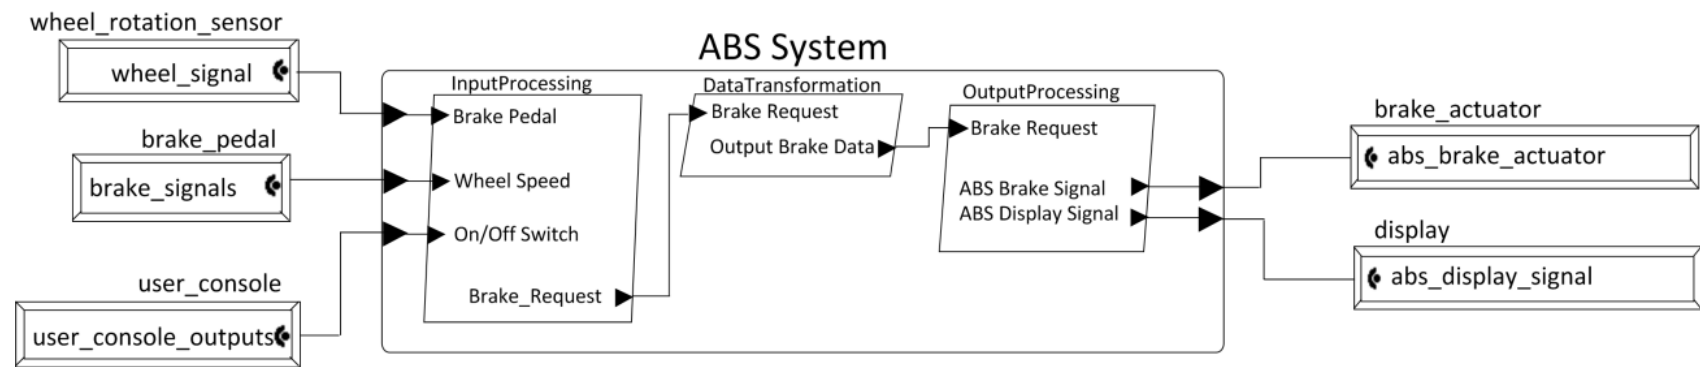 wheel_rotation_sensor
wheel_signal
brake_pedal
brake_signals
user_console
user_console_outputs
ABS System
InputProcessing
Brake Pedal
Wheel Speed
On/Off Switch
Brake_Request
DataTransformation
Brake Request
Output Brake Data
OutputProcessing
Brake Request
ABS Brake Signal
ABS Display Signal
brake_actuator
abs_brake_actuator
display
abs_display_signal